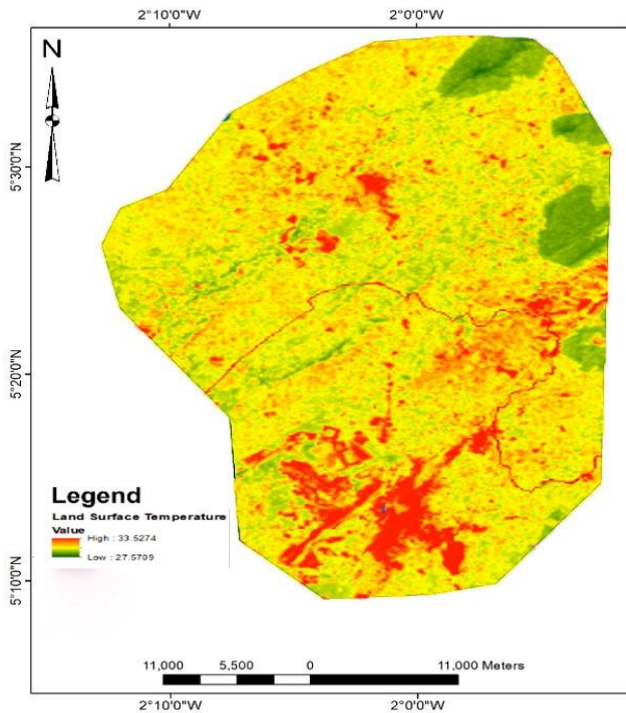 2°10'0"W 2°0'0"W
N
5°30'0"N
5°20'0"N
5°10'0"N
Legend
Land Surface Temperature
Value
High : 33.5274
Low : 27.5709
11,000 5,500 0 11,000 Meters
2°10'0"W 2°0'0"W